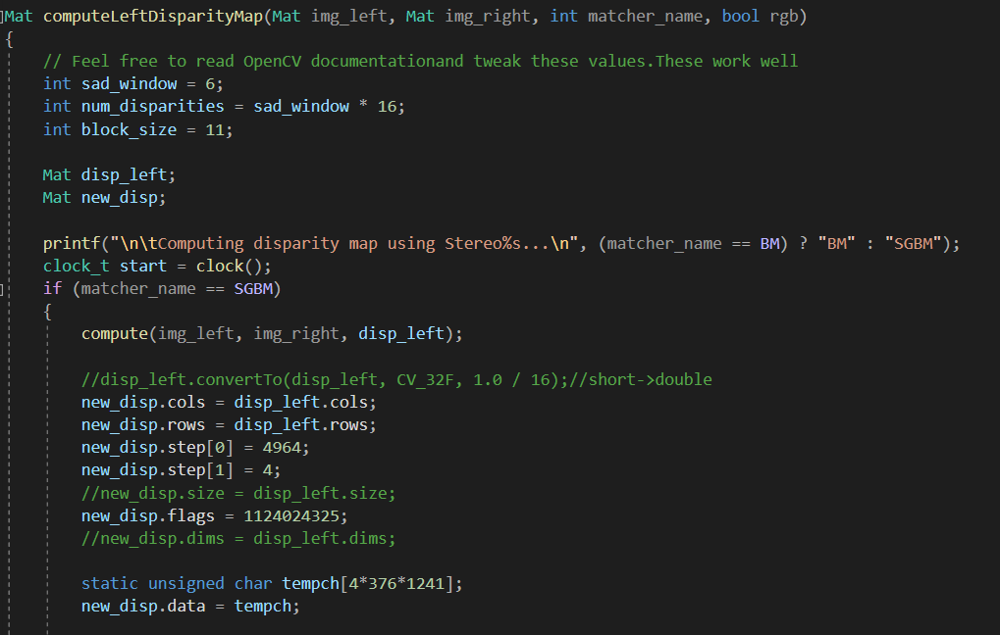 Mat computeLeftDisparityMap(Mat img_left, Mat img_right, int matcher_name, bool rgb)
{
// Feel free to read OpenCV documentationand tweak these values.These work well
int sad_window = 6;
int num_disparities = sad_window * 16;
int block_size = 11;
Mat disp_left;
Mat new_disp;
printf("\n\tComputing disparity map using Stereo%s...\n", (matcher_name == BM) ? "BM" : "SGBM");
clock_t start = clock();
if (matcher_name == SGBM)
{
compute(img_left, img_right, disp_left);
//disp_left.convertTo(disp_left, CV_32F, 1.0 / 16);//short->double
new_disp.cols = disp_left.cols;
new_disp.rows = disp_left.rows;
new_disp.step[0] = 4964;
new_disp.step[1] = 4;
//new_disp.size = disp_left.size;
new_disp.flags = 1124024325;
//new_disp.dims = disp_left.dims;
static unsigned char tempch[4*376*1241];
new_disp.data = tempch;